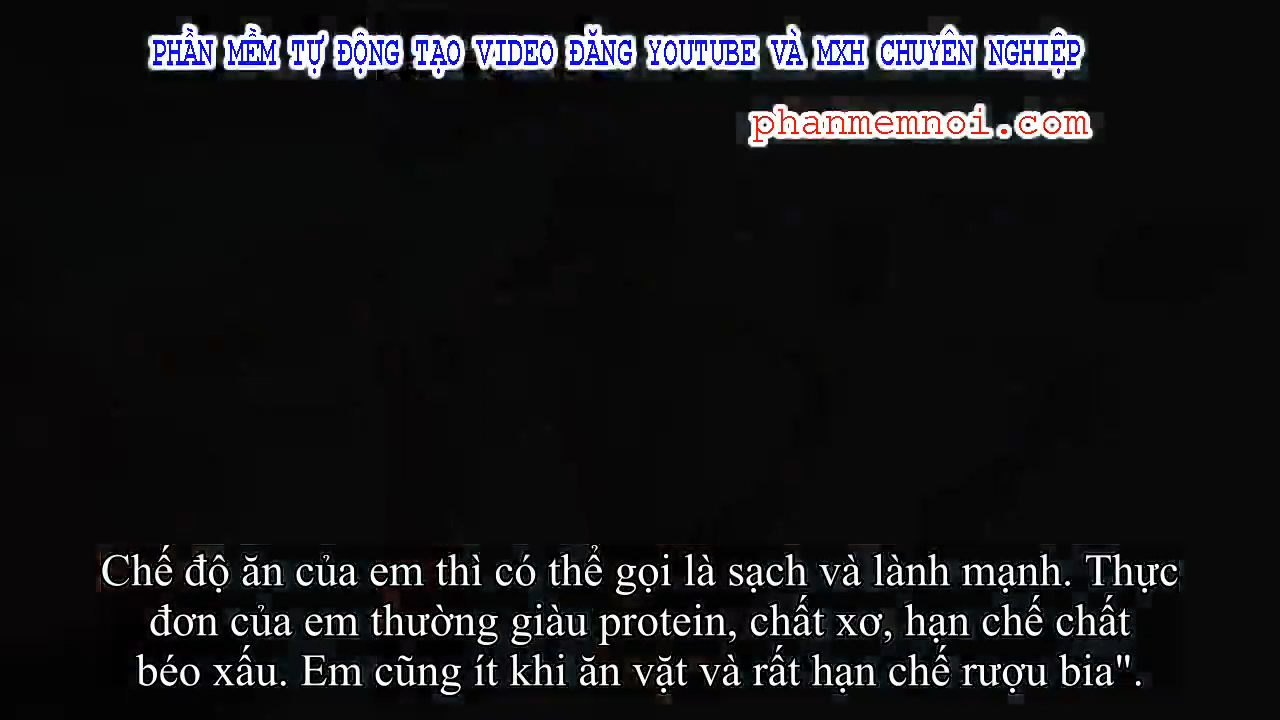 PHẦN MỀM TỰ ĐỘNG TẠO VIDEO ĐĂNG YOUTUBE VÀ MXH CHUYÊN NGHIỆP
phanmemnoi.com
Chế độ ăn của em thì có thể gọi là sạch và lành mạnh. Thực
đơn của em thường giàu protein, chất xơ, hạn chế chất
béo xấu. Em cũng ít khi ăn vặt và rất hạn chế rượu bia".